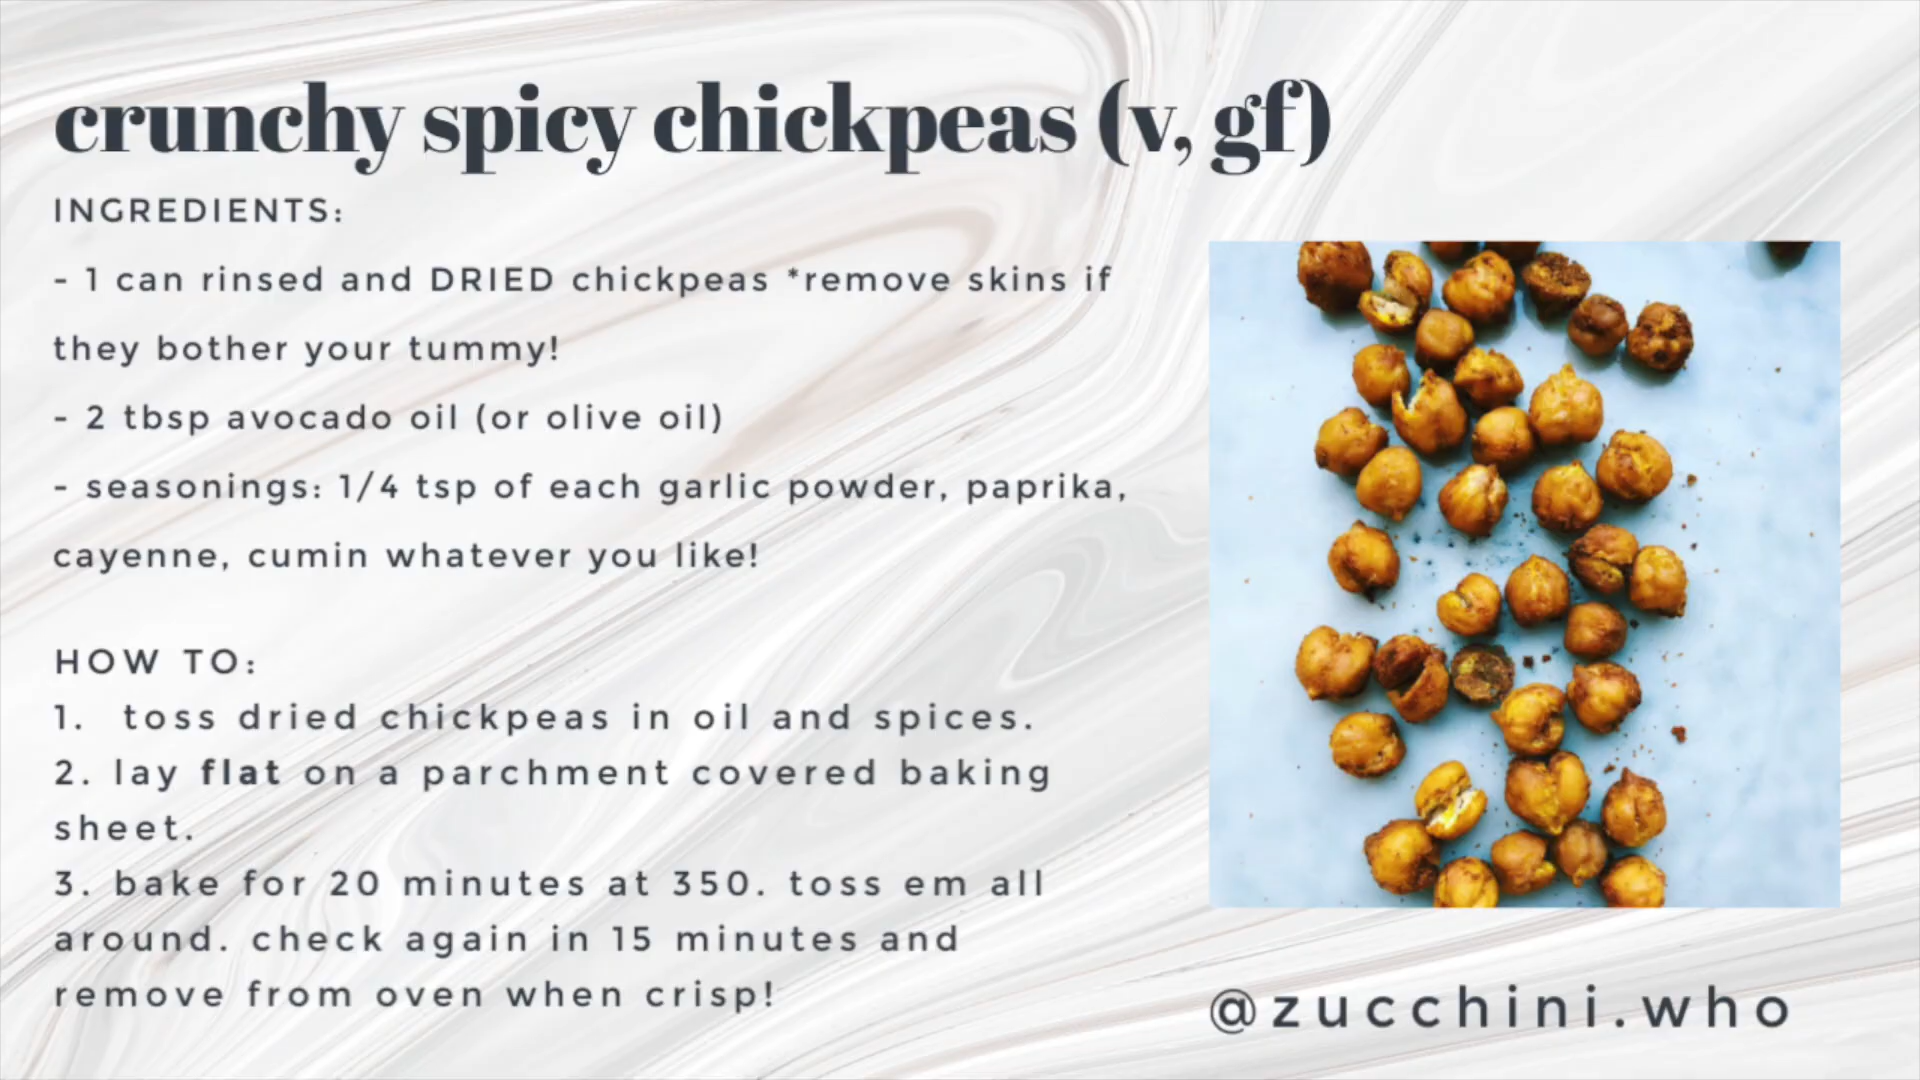 crunchy spicy chickpeas (v, gf)
INGREDIENTS:
- 1 can rinsed and DRIED chickpeas *remove skins if
they bother your tummy!
- 2 tbsp avocado oil (or olive oil)
- seasonings: 1/4 tsp of each garlic powder, paprika,
cayenne, cumin whatever you like!
HOW TO:
1. toss dried chickpeas in oil and spices.
2. lay flat on a parchment covered baking
sheet.
3. bake for 20 minutes at 350. toss em all
around. check again in 15 minutes and
remove from oven when crisp!
@zucchini.who